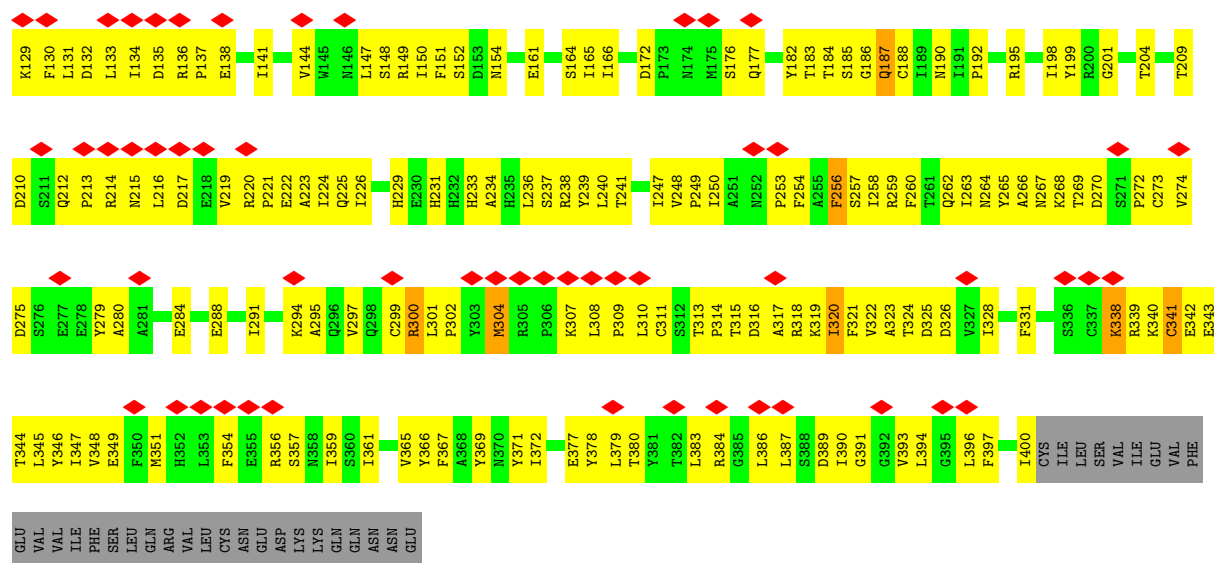 K129 F130 L131 D132 L133 I134 D135 R136 P137 E138 I141 V144 W145 N146 L147 S148 R149 I150 F151 S152 D153 N154 E161 S164 I165 I166 D172 P173 N174 M175 S176 Q177 Y182 T183 T184 S185 G186 Q187 C188 I189 N190 I191 P192 R195 I198 Y199 R200 G201 T204 T209
D210 S211 Q212 P213 R214 N215 L216 D217 E218 V219 R220 P221 E222 A223 I224 Q225 I226 H229 E230 H231 H232 H233 A234 H235 L236 S237 R238 Y239 L240 T241 I247 V248 P249 I250 A251 N252 P253 F254 A255 F256 S257 I258 R259 F260 T261 Q262 I263 N264 Y265 A266 N267 K268 T269 D270 S271 P272 C273 V274
D275 S276 E277 E278 Y279 A280 A281 E284 E288 I291 K294 A295 Q296 V297 Q298 C299 R300 L301 P302 Y303 M304 R305 P306 K307 L308 P309 L310 C311 S312 T313 P314 T315 D316 A317 R318 K319 I320 F321 V322 A323 T324 D325 D326 V327 I328 F331 S336 C337 K338 R339 K340 C341 E342 E343
T344 L345 Y346 I347 V348 E349 F350 M351 H352 L353 F354 E355 R356 S357 N358 I359 S360 I361 V365 Y366 F367 A368 Y369 N370 Y371 I372 E377 Y378 L379 T380 Y381 T382 L383 R384 G385 L386 L387 S388 D389 I390 G391 G392 V393 L394 G395 L396 F397 I400 CYS ILE LEU SER VAL ILE GLU VAL PHE
GLU VAL VAL ILE PHE SER LEU GLN ARG VAL LEU CYS ASN GLU ASP LYS LYS GLN GLN ASN ASN GLU